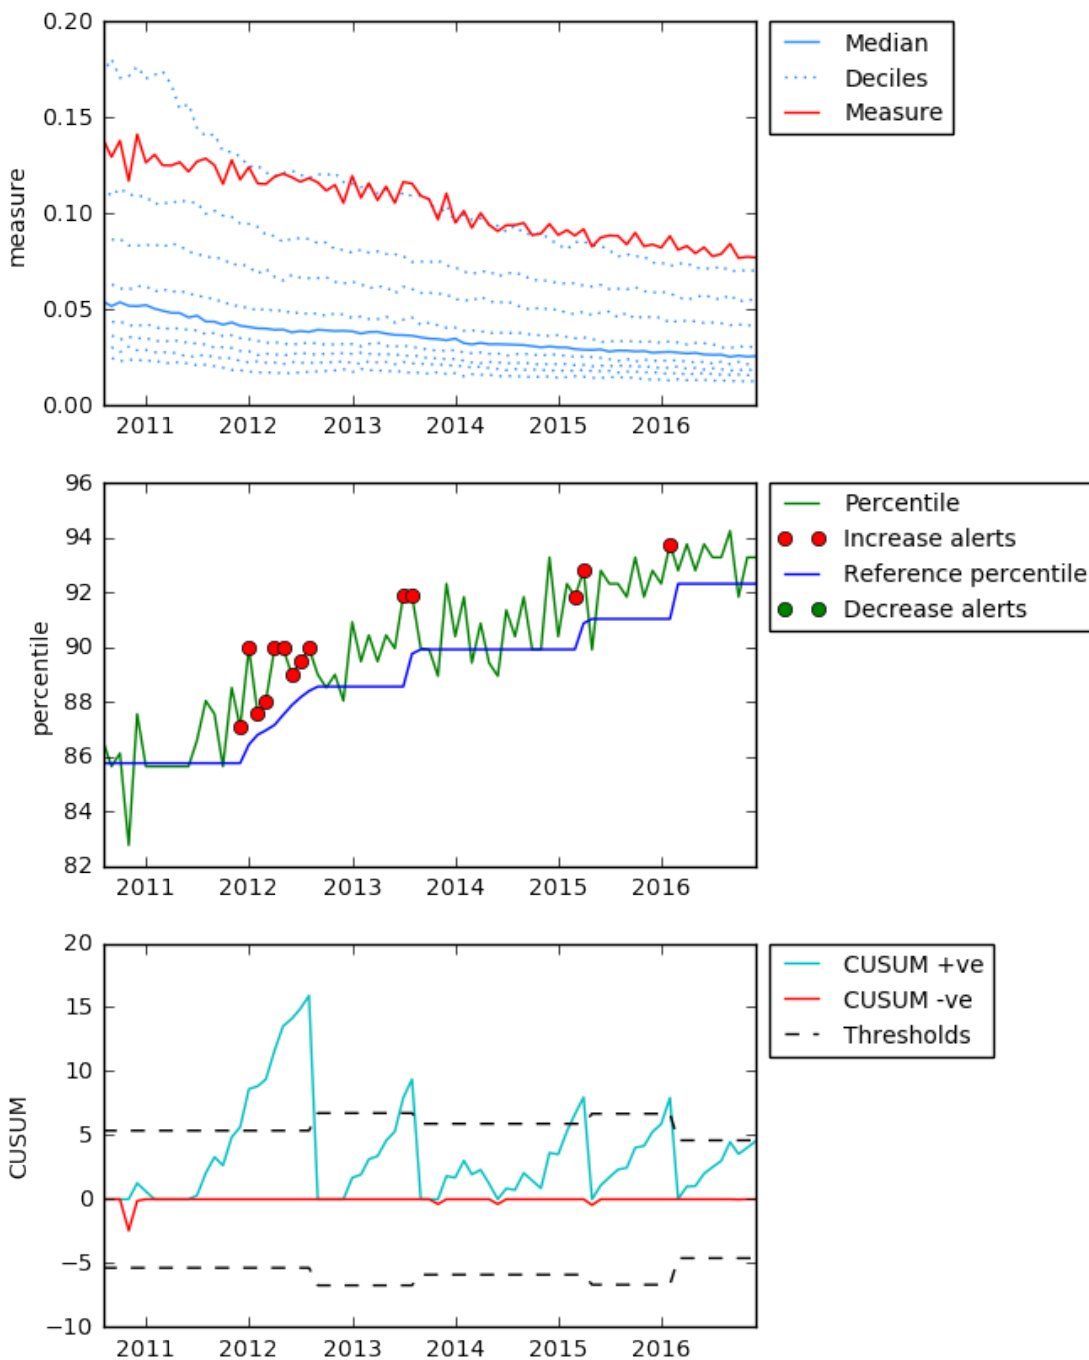 0.20
0.15
0.10
0.05
0.00
measure
2011 2012 2013 2014 2015 2016
Median
Deciles
Measure
96
94
92
90
88
86
84
82
percentile
2011 2012 2013 2014 2015 2016
Percentile
Increase alerts
Reference percentile
Decrease alerts
20
15
10
5
0
−5
−10
CUSUM
2011 2012 2013 2014 2015 2016
CUSUM +ve
CUSUM -ve
Thresholds